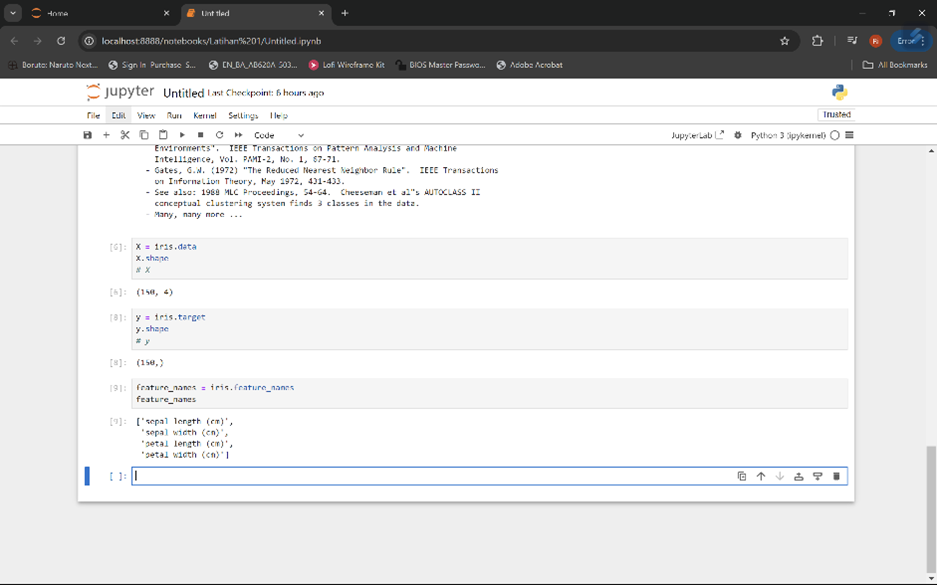 Home
Untitled
localhost:8888/notebooks/Latihan%201/Untitled.ipynb
Error
Boruto: Naruto Next...
Sign In Purchase S...
EN_BA_AB620A 503...
Lofi Wireframe Kit
BIOS Master Passwo...
Adobe Acrobat
All Bookmarks
jupyter Untitled Last Checkpoint: 6 hours ago
File Edit View Run Kernel Settings Help
Trusted
Code
JupyterLab
Python 3 (ipykernel)
Environments". IEEE Transactions on Pattern Analysis and Machine
Intelligence, Vol. PAMI-2, No. 1, 67-71.
- Gates, G.W. (1972) "The Reduced Nearest Neighbor Rule". IEEE Transactions
on Information Theory, May 1972, 431-433.
- See also: 1988 MLC Proceedings, 54-64. Cheeseman et al"s AUTOCLASS II
conceptual clustering system finds 3 classes in the data.
- Many, many more ...
[6]: X = iris.data
X.shape
# X
[6]: (150, 4)
[8]: y = iris.target
y.shape
# y
[8]: (150,)
[9]: feature_names = iris.feature_names
feature_names
[9]: ['sepal length (cm)',
'sepal width (cm)',
'petal length (cm)',
'petal width (cm)']
[ ]: